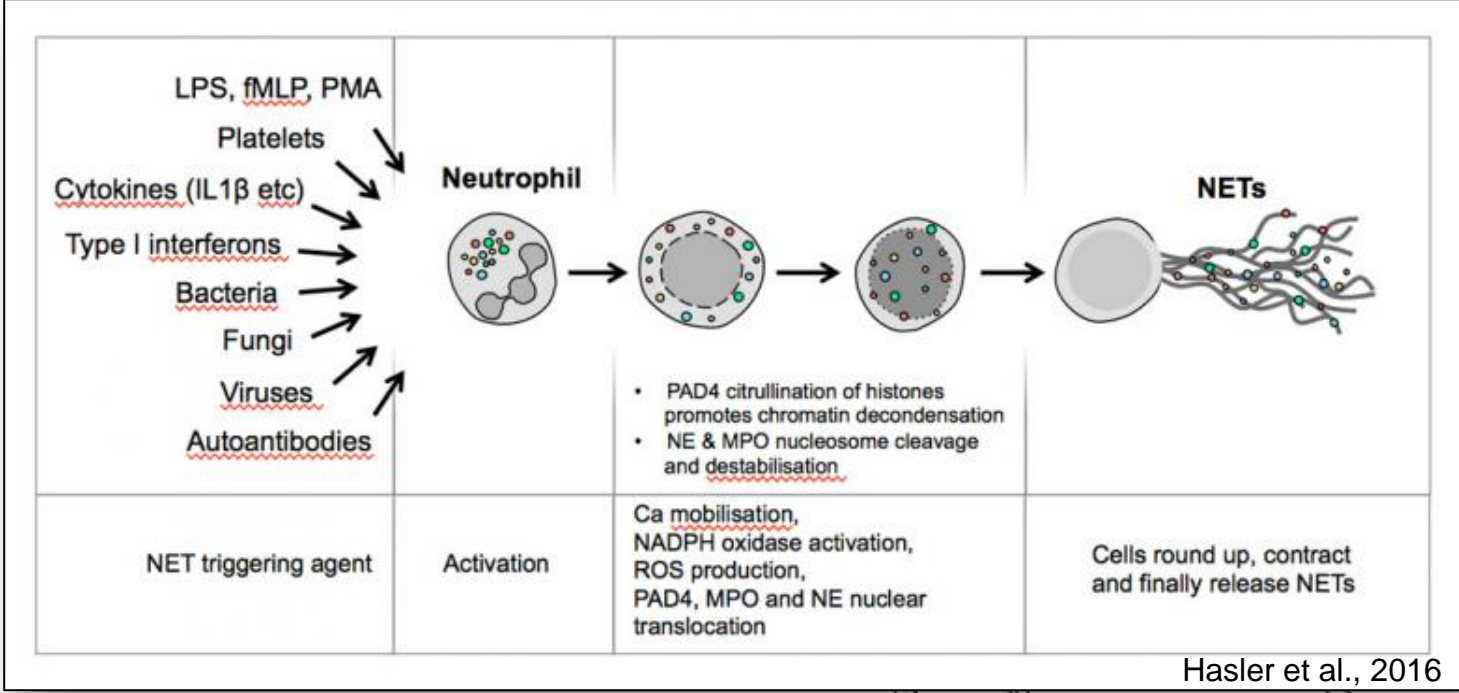 LPS, fMLP, PMA
Platelets
Cytokines (IL1β etc)
Type I interferons
Bacteria
Fungi
Viruses
Autoantibodies
Neutrophil
NETs
• PAD4 citrullination of histones
promotes chromatin decondensation
• NE & MPO nucleosome cleavage
and destabilisation
NET triggering agent
Activation
Ca mobilisation,
NADPH oxidase activation,
ROS production,
PAD4, MPO and NE nuclear
translocation
Cells round up, contract
and finally release NETs
Hasler et al., 2016